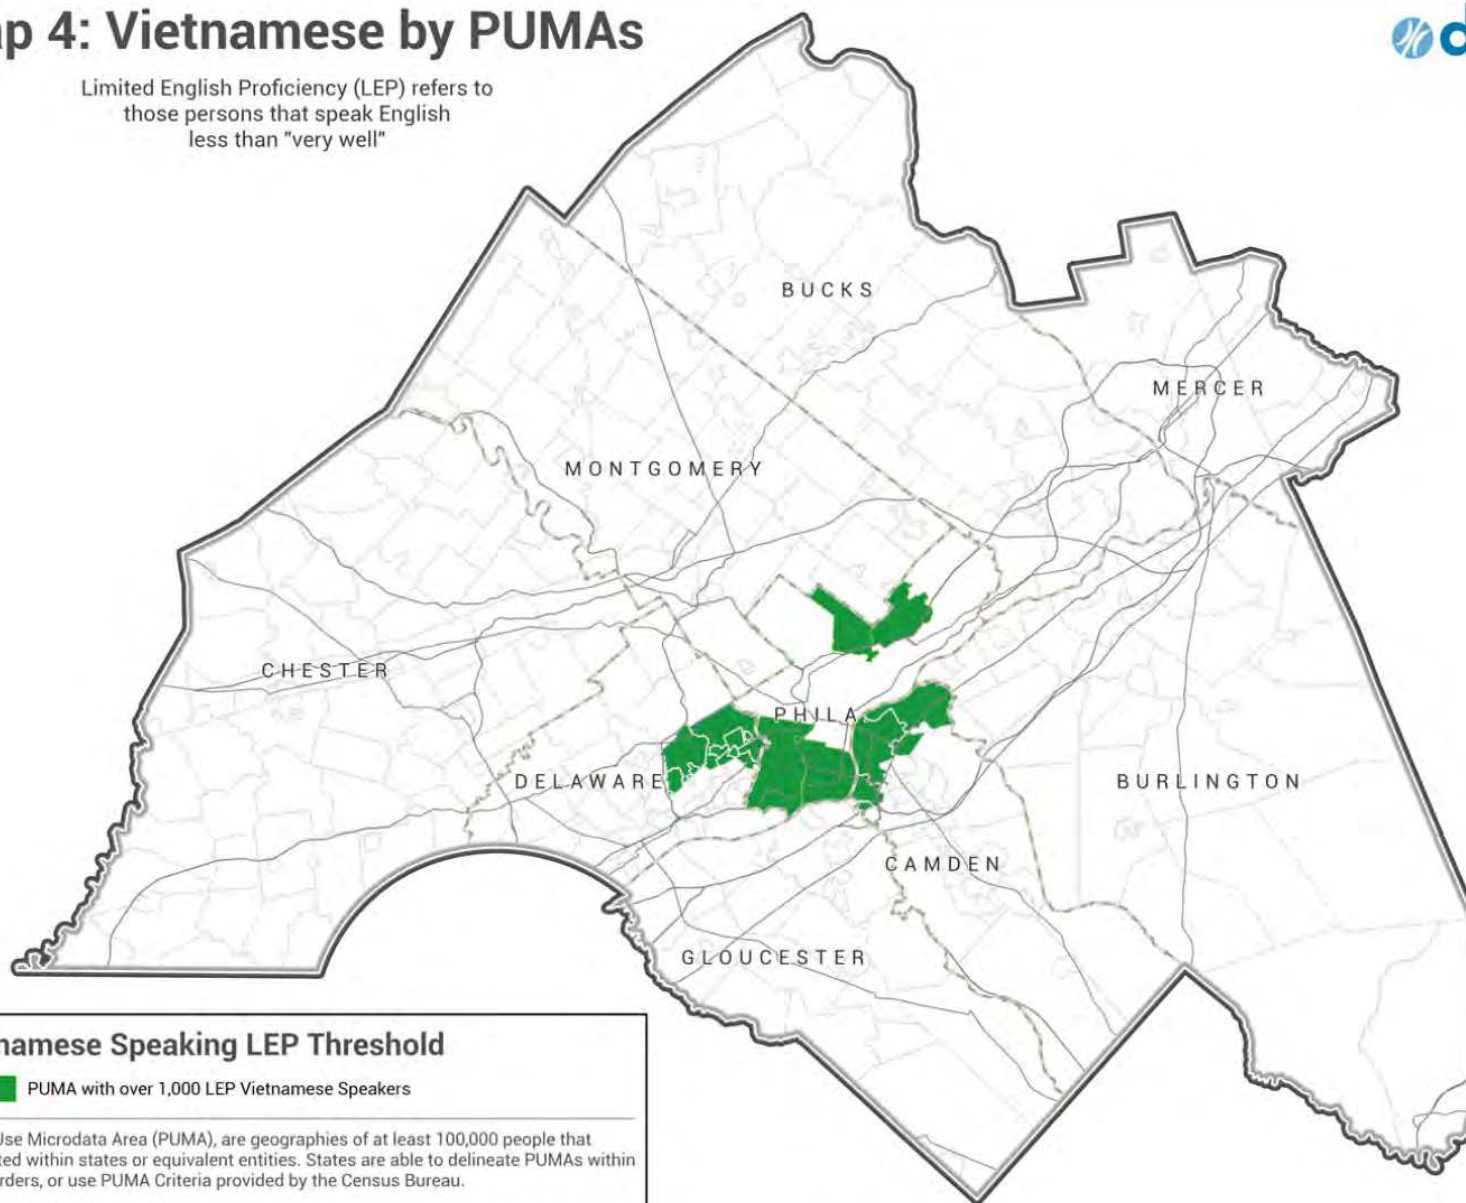 ap 4: Vietnamese by PUMAs
Limited English Proficiency (LEP) refers to
those persons that speak English
less than "very well"
d
BUCKS
MERCER
MONTGOMERY
CHESTER
PHILA
DELAWARE
BURLINGTON
CAMDEN
GLOUCESTER
namese Speaking LEP Threshold
PUMA with over 1,000 LEP Vietnamese Speakers
Use Microdata Area (PUMA), are geographies of at least 100,000 people that
ted within states or equivalent entities. States are able to delineate PUMAs within
rders, or use PUMA Criteria provided by the Census Bureau.